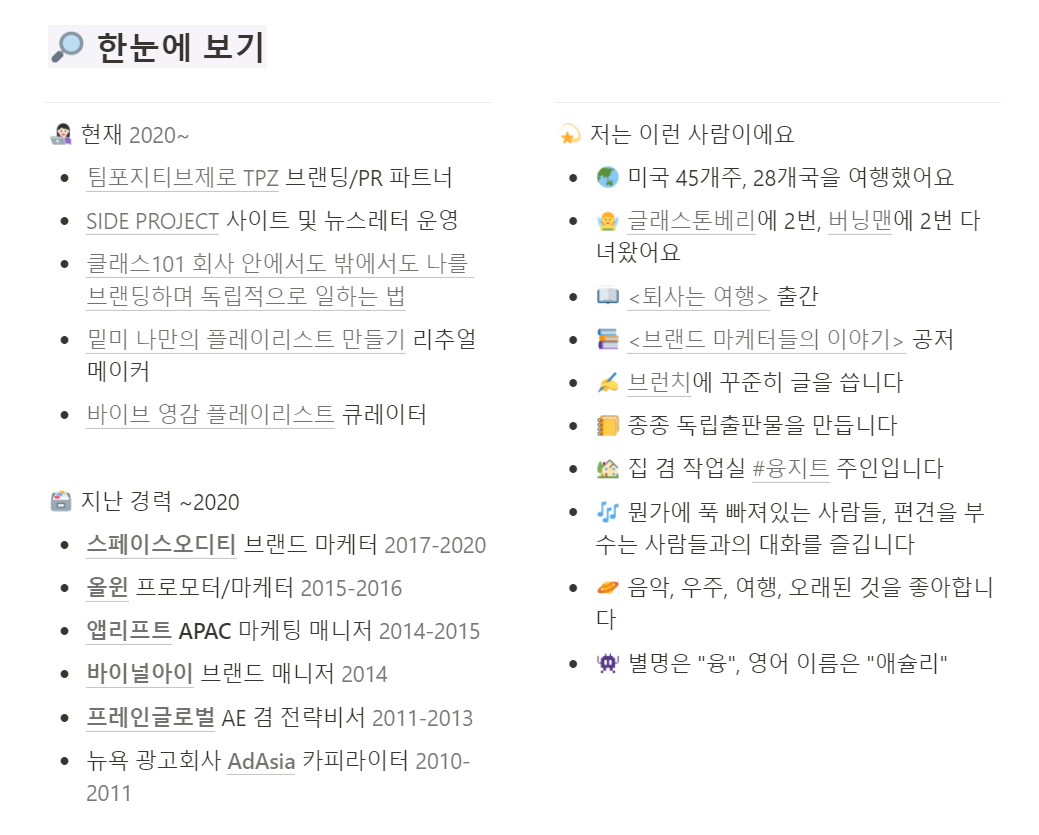 🔎 한눈에 보기
👩🏻‍💻 현재 2020~
• 팀포지티브제로 TPZ 브랜딩/PR 파트너
• SIDE PROJECT 사이트 및 뉴스레터 운영
• 클래스101 회사 안에서도 밖에서도 나를
브랜딩하며 독립적으로 일하는 법
• 밑미 나만의 플레이리스트 만들기 리추얼
메이커
• 바이브 영감 플레이리스트 큐레이터
🗃️ 지난 경력 ~2020
• 스페이스오디티 브랜드 마케터 2017-2020
• 올윈 프로모터/마케터 2015-2016
• 앱리프트 APAC 마케팅 매니저 2014-2015
• 바이널아이 브랜드 매니저 2014
• 프레인글로벌 AE 겸 전략비서 2011-2013
• 뉴욕 광고회사 AdAsia 카피라이터 2010-
2011
💫 저는 이런 사람이에요
• 🌏 미국 45개주, 28개국을 여행했어요
• 🙆‍♂️ 글래스톤베리에 2번, 버닝맨에 2번 다
녀왔어요
• 📖 <퇴사는 여행> 출간
• 📚 <브랜드 마케터들의 이야기> 공저
• ✍️ 브런치에 꾸준히 글을 씁니다
• 📒 종종 독립출판물을 만듭니다
• 🏡 집 겸 작업실 #융지트 주인입니다
• 🎶 뭔가에 푹 빠져있는 사람들, 편견을 부
수는 사람들과의 대화를 즐깁니다
• 🪐 음악, 우주, 여행, 오래된 것을 좋아합니
다
• 👾 별명은 "융", 영어 이름은 "애슐리"